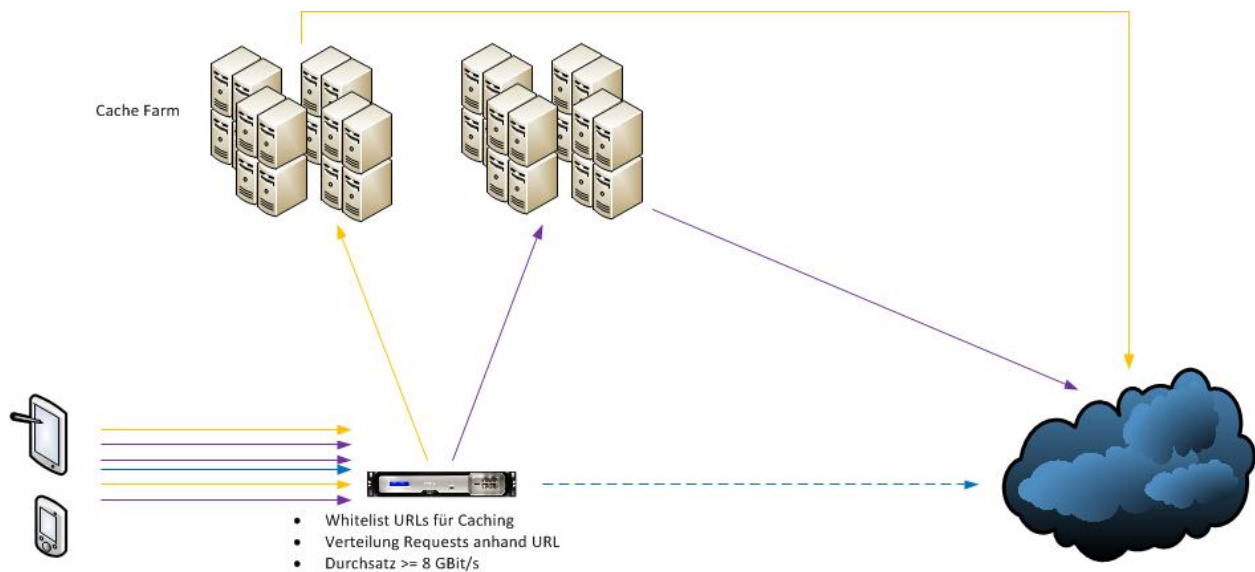 Cache Farm
• Whitelist URLs für Caching
• Verteilung Requests anhand URL
• Durchsatz >= 8 GBit/s